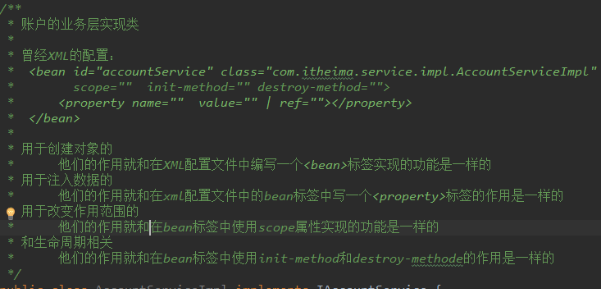 /**
* 账户的业务层实现类
*
* 曾经XML的配置：
* <bean id="accountService" class="com.itheima.service.impl.AccountServiceImpl"
* scope="" init-method="" destroy-method="">
* <property name="" value="" | ref=""></property>
* </bean>
*
* 用于创建对象的
* 他们的作用就和在XML配置文件中编写一个<bean>标签实现的功能是一样的
* 用于注入数据的
* 他们的作用就和在xml配置文件中的bean标签中写一个<property>标签的作用是一样的
用于改变作用范围的
* 他们的作用就和在bean标签中使用scope属性实现的功能是一样的
* 和生命周期相关
* 他们的作用就和在bean标签中使用init-method和destroy-methode的作用是一样的
*/
public class AccountServiceImpl implements IAccountService {